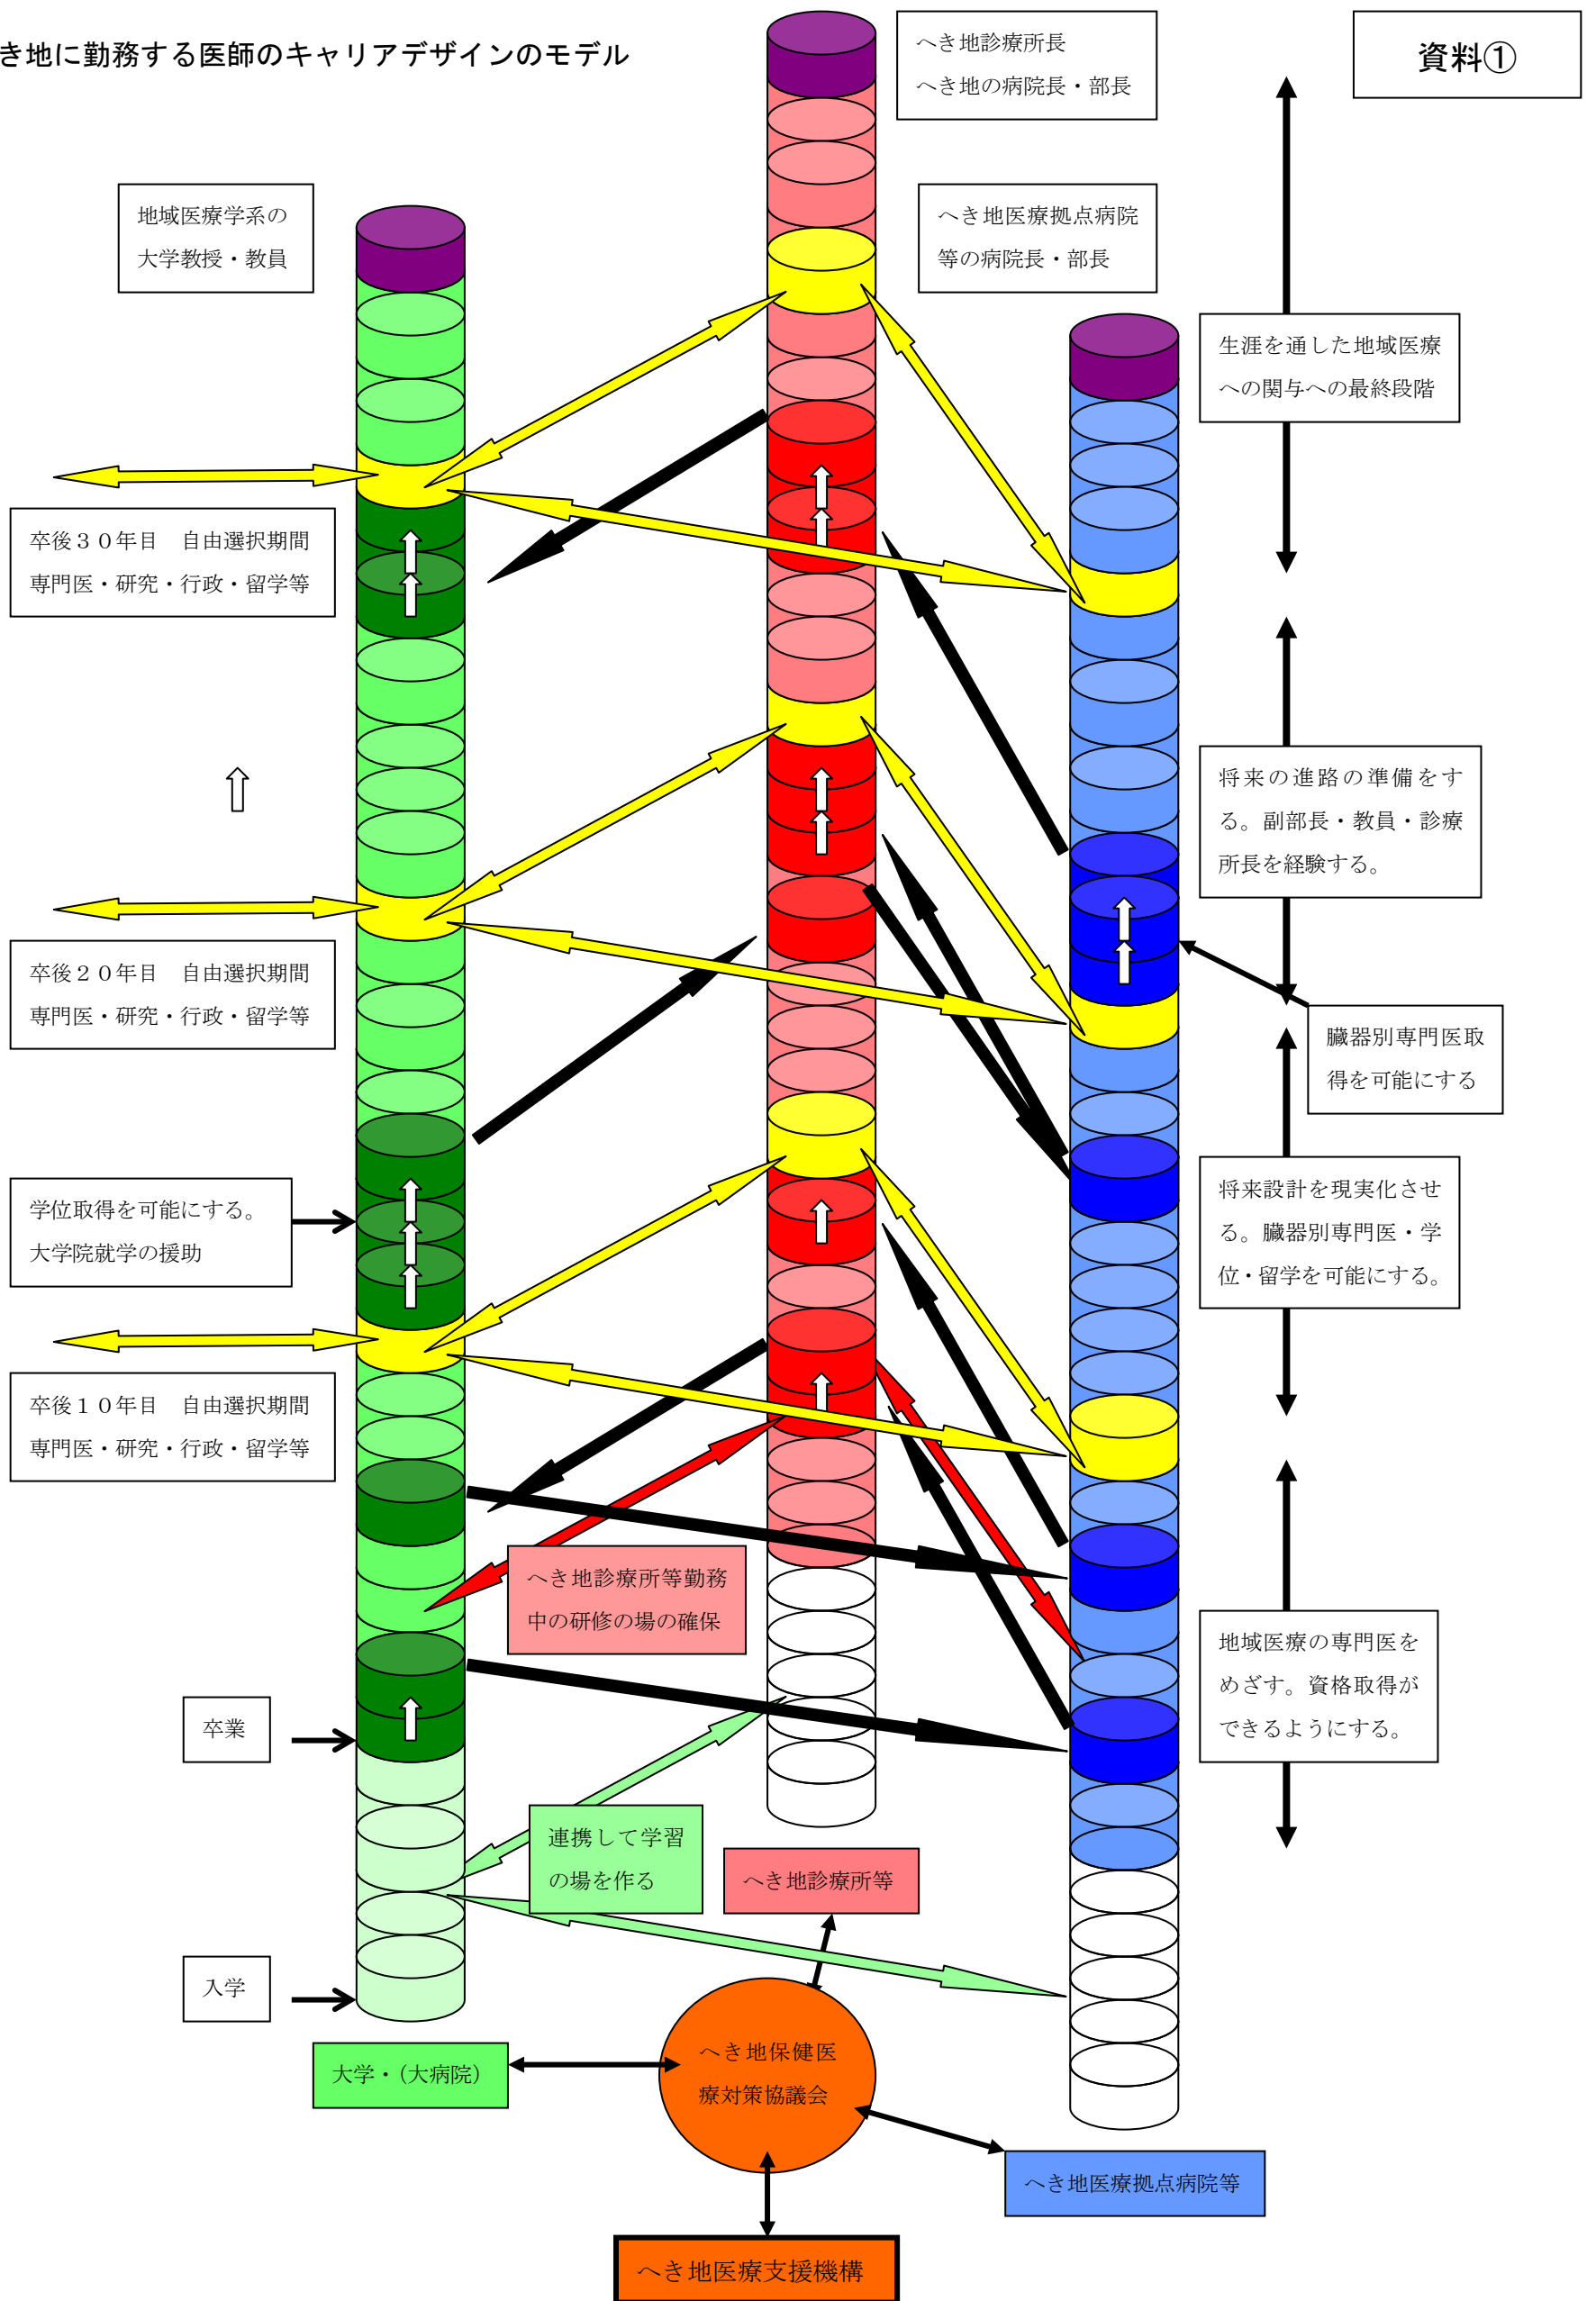 き地に勤務する医師のキャリアデザインのモデル
資料①
へき地診療所長
へき地の病院長・部長
地域医療学系の
大学教授・教員
へき地医療拠点病院
等の病院長・部長
生涯を通した地域医療
への関与への最終段階
卒後３０年目　自由選択期間
専門医・研究・行政・留学等
将来の進路の準備をす
る。副部長・教員・診療
所長を経験する。
卒後２０年目　自由選択期間
専門医・研究・行政・留学等
臓器別専門医取
得を可能にする
学位取得を可能にする。
大学院就学の援助
将来設計を現実化させ
る。臓器別専門医・学
位・留学を可能にする。
卒後１０年目　自由選択期間
専門医・研究・行政・留学等
へき地診療所等勤務
中の研修の場の確保
地域医療の専門医を
めざす。資格取得が
できるようにする。
卒業
連携して学習
の場を作る
へき地診療所等
入学
大学・（大病院）
へき地保健医
療対策協議会
へき地医療拠点病院等
へき地医療支援機構